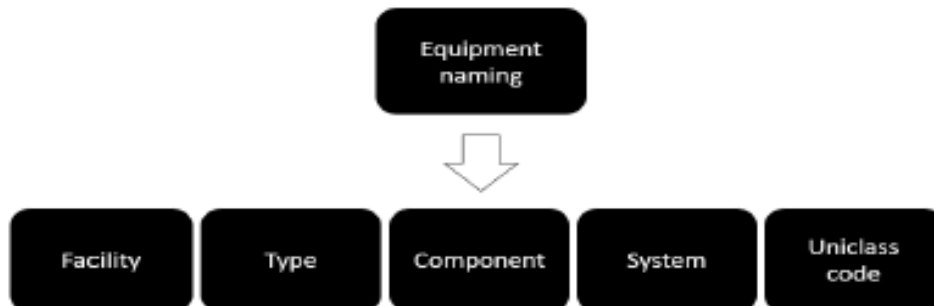 Equipment
naming
Facility
Type
Component
System
Uniclass
code